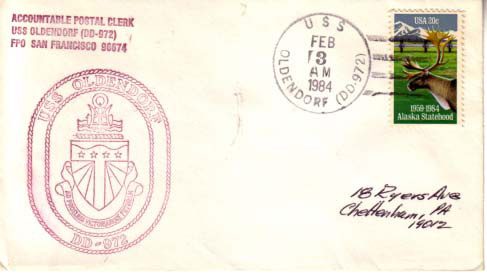 ACCOUNTABLE POSTAL CLERK
USS OLDENDORF (DD-972)
FPO SAN FRANCISCO 96674
USS
OLDENDORF (DD-972)
FEB
3
AM
1984
USA 20c
1959-1984
Alaska Statehood
USS OLDENDORF
DD-972
18 Ryers Ave
Cheltenham, PA
19012